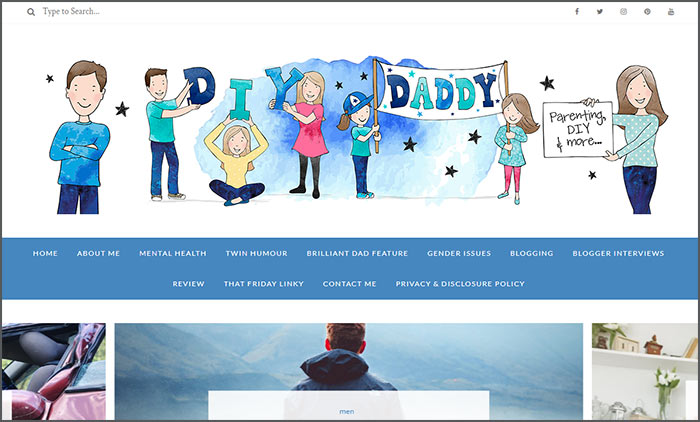 Type to Search...
DIY DADDY
Parenting,
DIY
& more...
HOME ABOUT ME MENTAL HEALTH TWIN HUMOUR BRILLIANT DAD FEATURE GENDER ISSUES BLOGGING BLOGGER INTERVIEWS
REVIEW THAT FRIDAY LINKY CONTACT ME PRIVACY & DISCLOSURE POLICY
men